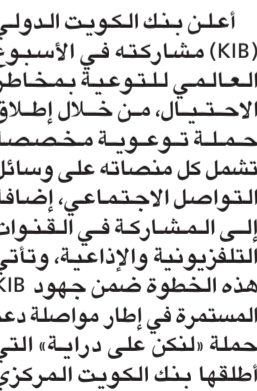 أعلن بنك الكويت الدولي
(KIB) مشاركته في الأسبوع
العالمي للتوعية بمخاطر
الاحتيال، من خلال إطلاق
حملة توعوية مخصصة
تشمل كل منصاته على وسائل
التواصل الاجتماعي، إضافة
إلى المشاركة في القنوات
التلفزيونية والإذاعية، وتأتي
هذه الخطوة ضمن جهود KIB
المستمرة في إطار مواصلة دعم
حملة «لنكن على دراية» التي
أطلقها بنك الكويت المركزي